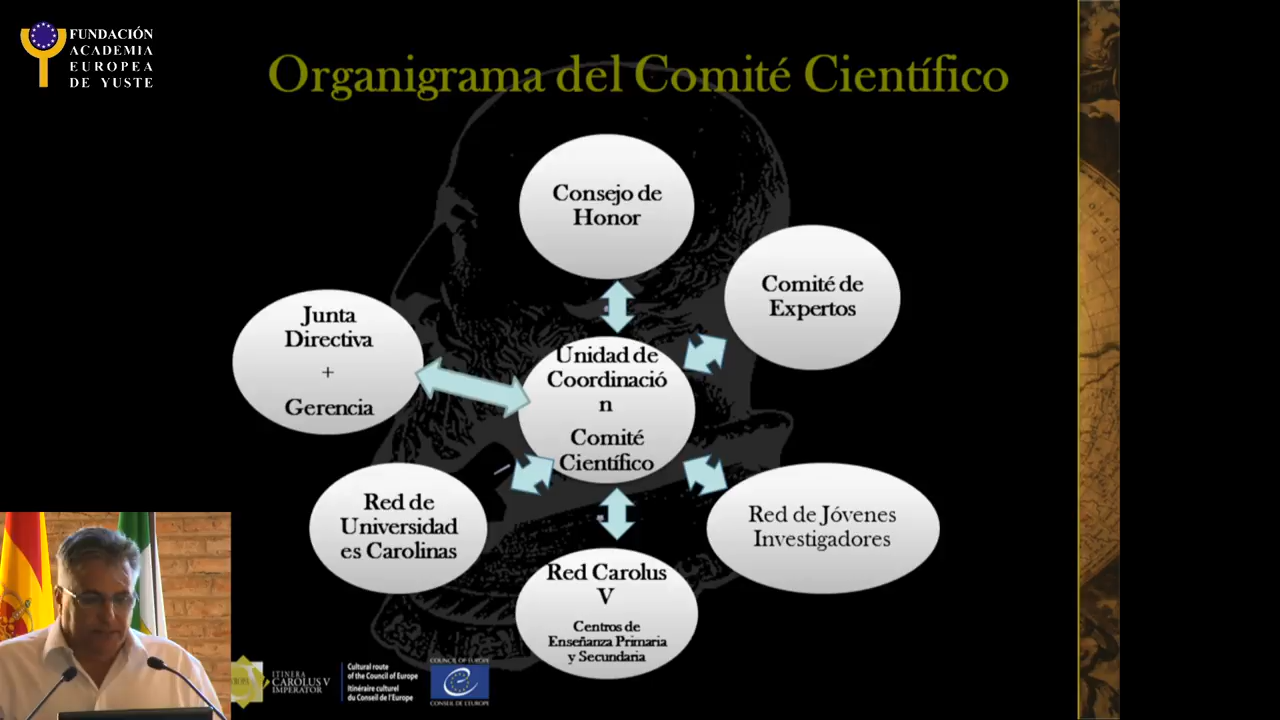 FUNDACIÓN
ACADEMIA
EUROPEA
DE YUSTE
Organigrama del Comité Científico
Consejo de
Honor
Comité de
Expertos
Junta
Directiva
+
Gerencia
Unidad de
Coordinació
n
Comité
Científico
Red de
Universidad
es Carolinas
Red de Jóvenes
Investigadores
Red Carolus
V
Centros de
Enseñanza Primaria
y Secundaria
ITINERA
CAROLUS V
IMPERATOR
Cultural route
of the Council of Europe
Itinéraire culturel
du Conseil de l'Europe
COUNCIL OF EUROPE
CONSEIL DE L'EUROPE